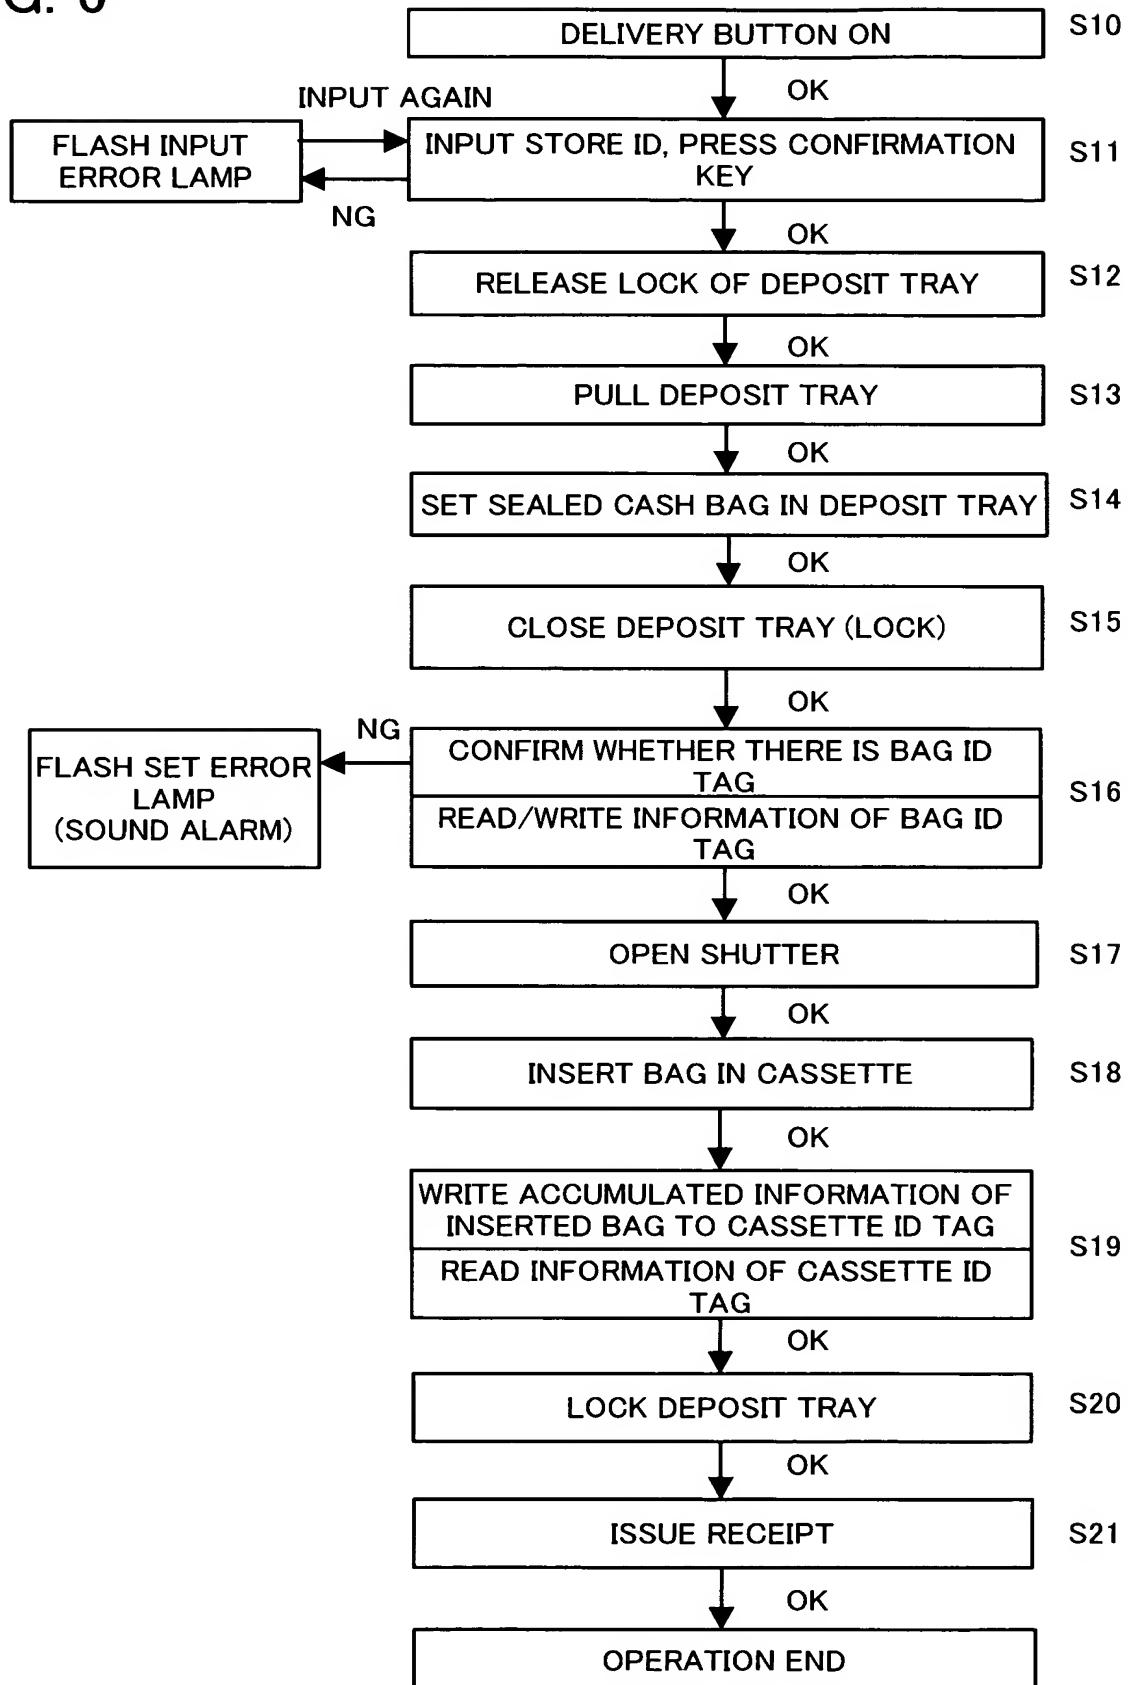 DELIVERY BUTTON ON
S10
OK
INPUT AGAIN
FLASH INPUT
ERROR LAMP
INPUT STORE ID, PRESS CONFIRMATION
KEY
S11
NG
OK
RELEASE LOCK OF DEPOSIT TRAY
S12
OK
PULL DEPOSIT TRAY
S13
OK
SET SEALED CASH BAG IN DEPOSIT TRAY
S14
OK
CLOSE DEPOSIT TRAY (LOCK)
S15
OK
NG
FLASH SET ERROR
LAMP
(SOUND ALARM)
CONFIRM WHETHER THERE IS BAG ID
TAG
READ/WRITE INFORMATION OF BAG ID
TAG
S16
OK
OPEN SHUTTER
S17
OK
INSERT BAG IN CASSETTE
S18
OK
WRITE ACCUMULATED INFORMATION OF
INSERTED BAG TO CASSETTE ID TAG
READ INFORMATION OF CASSETTE ID
TAG
S19
OK
LOCK DEPOSIT TRAY
S20
OK
ISSUE RECEIPT
S21
OK
OPERATION END